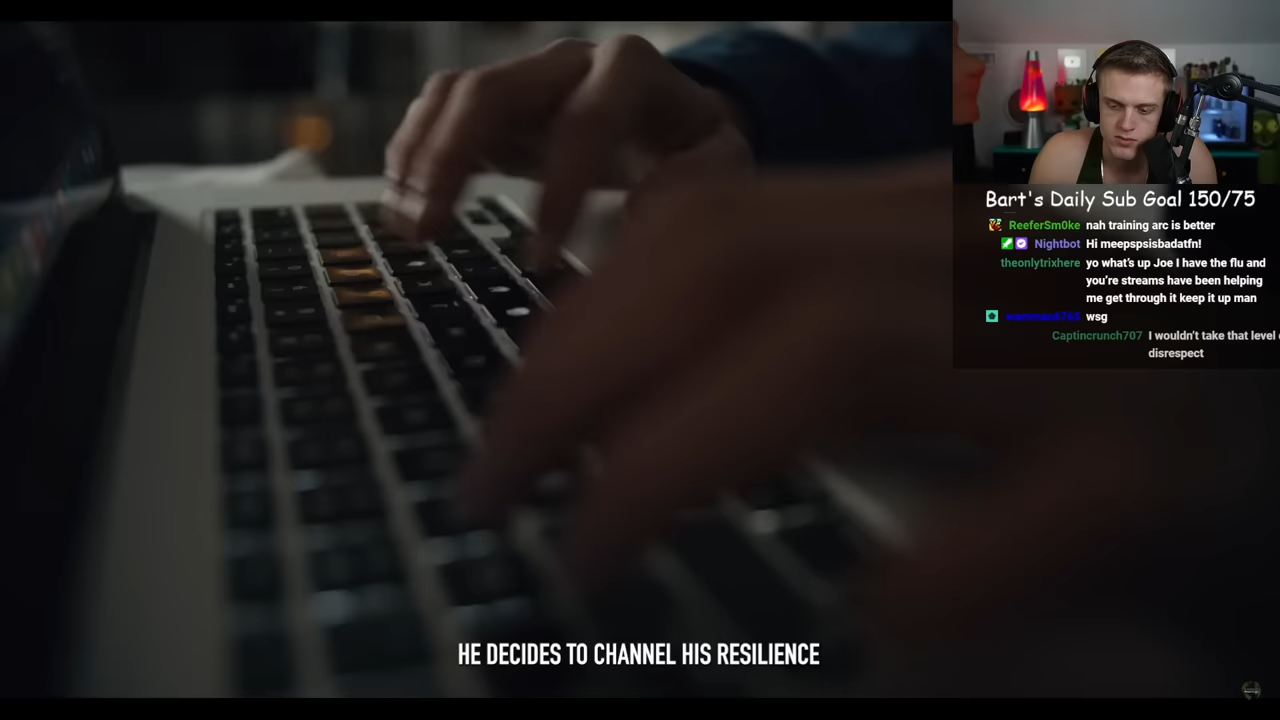 Bart's Daily Sub Goal 150/75
ReeferSm0ke nah training arc is better
Nightbot Hi meepspsisbadatfn!
theonlytrixhere yo what's up Joe I have the flu and
you're streams have been helping
me get through it keep it up man
wsg
Captincrunch707 I wouldn't take that level
disrespect
HE DECIDES TO CHANNEL HIS RESILIENCE